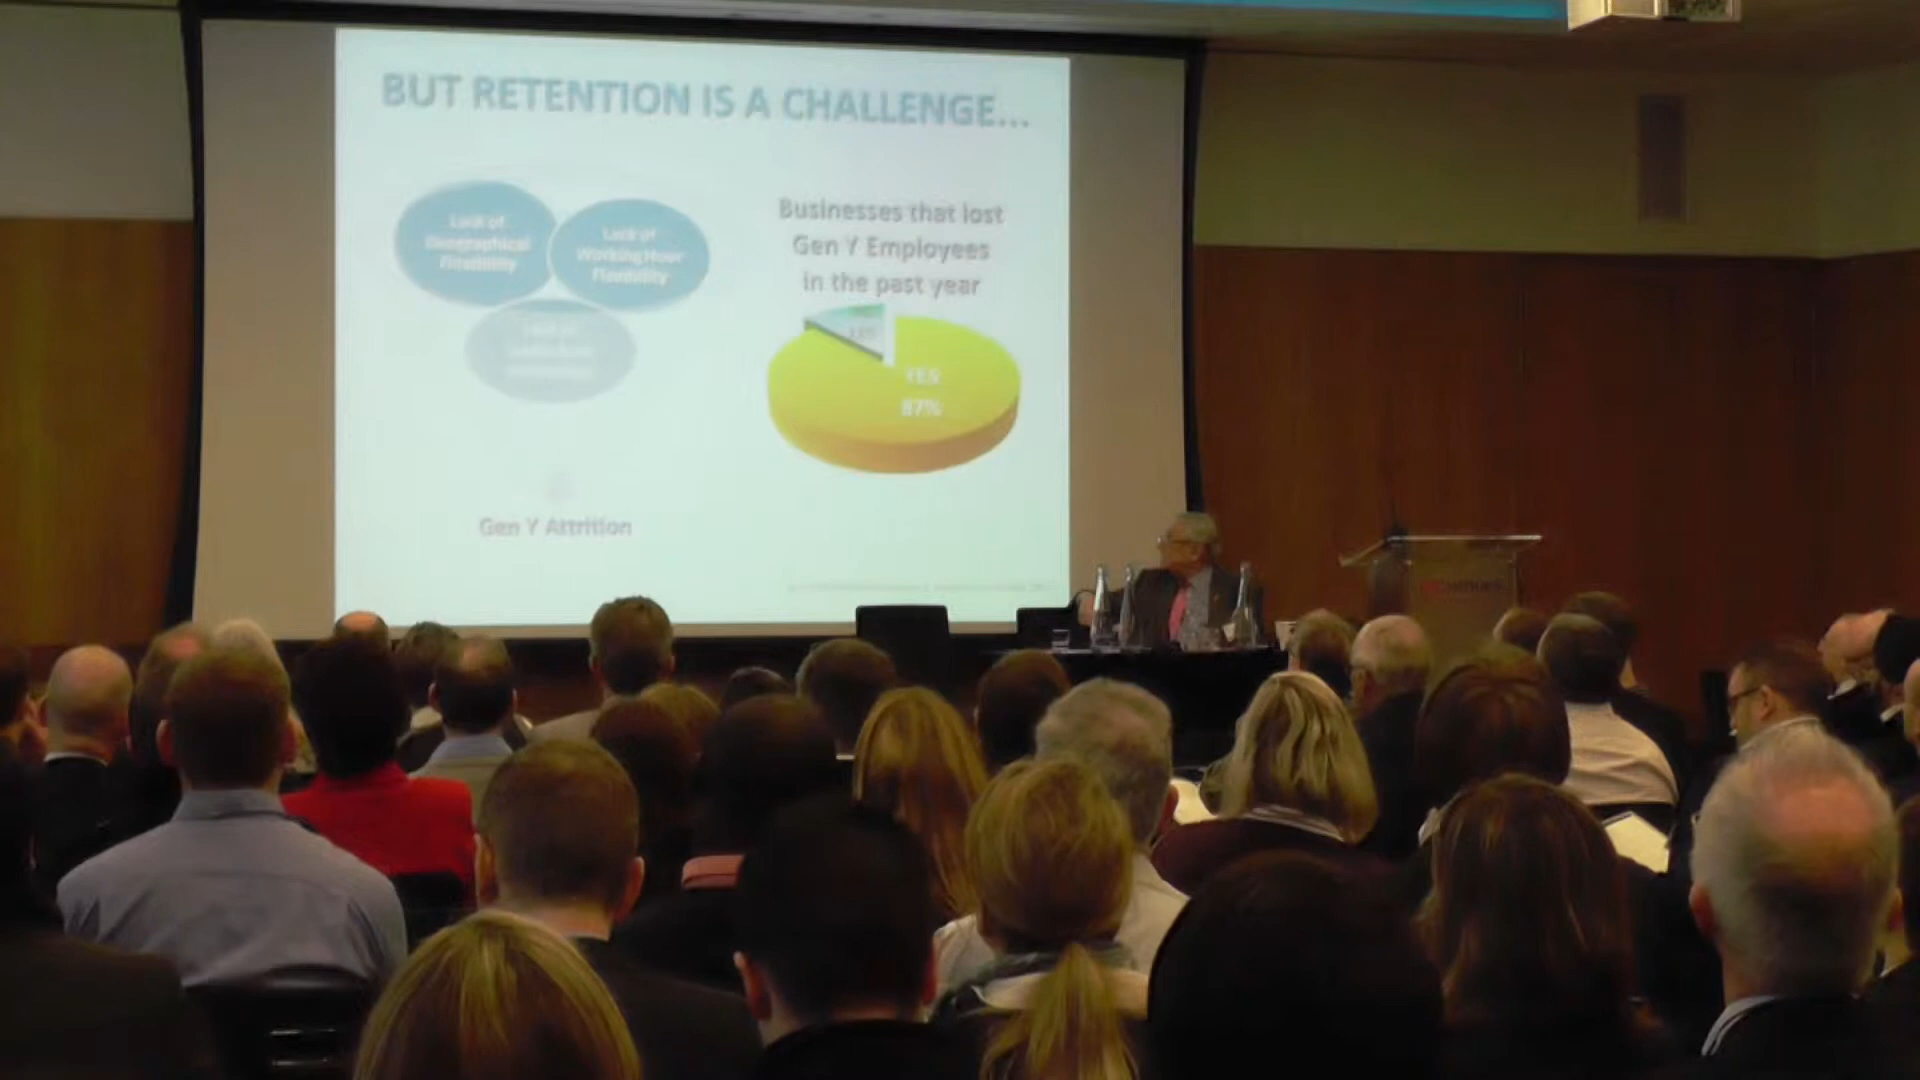 BUT RETENTION IS A CHALLENGE...
Lack of
Geographical
Flexibility
Lack of
Working Hour
Flexibility
Gen Y Attrition
Businesses that lost
Gen Y Employees
in the past year
YES
87%